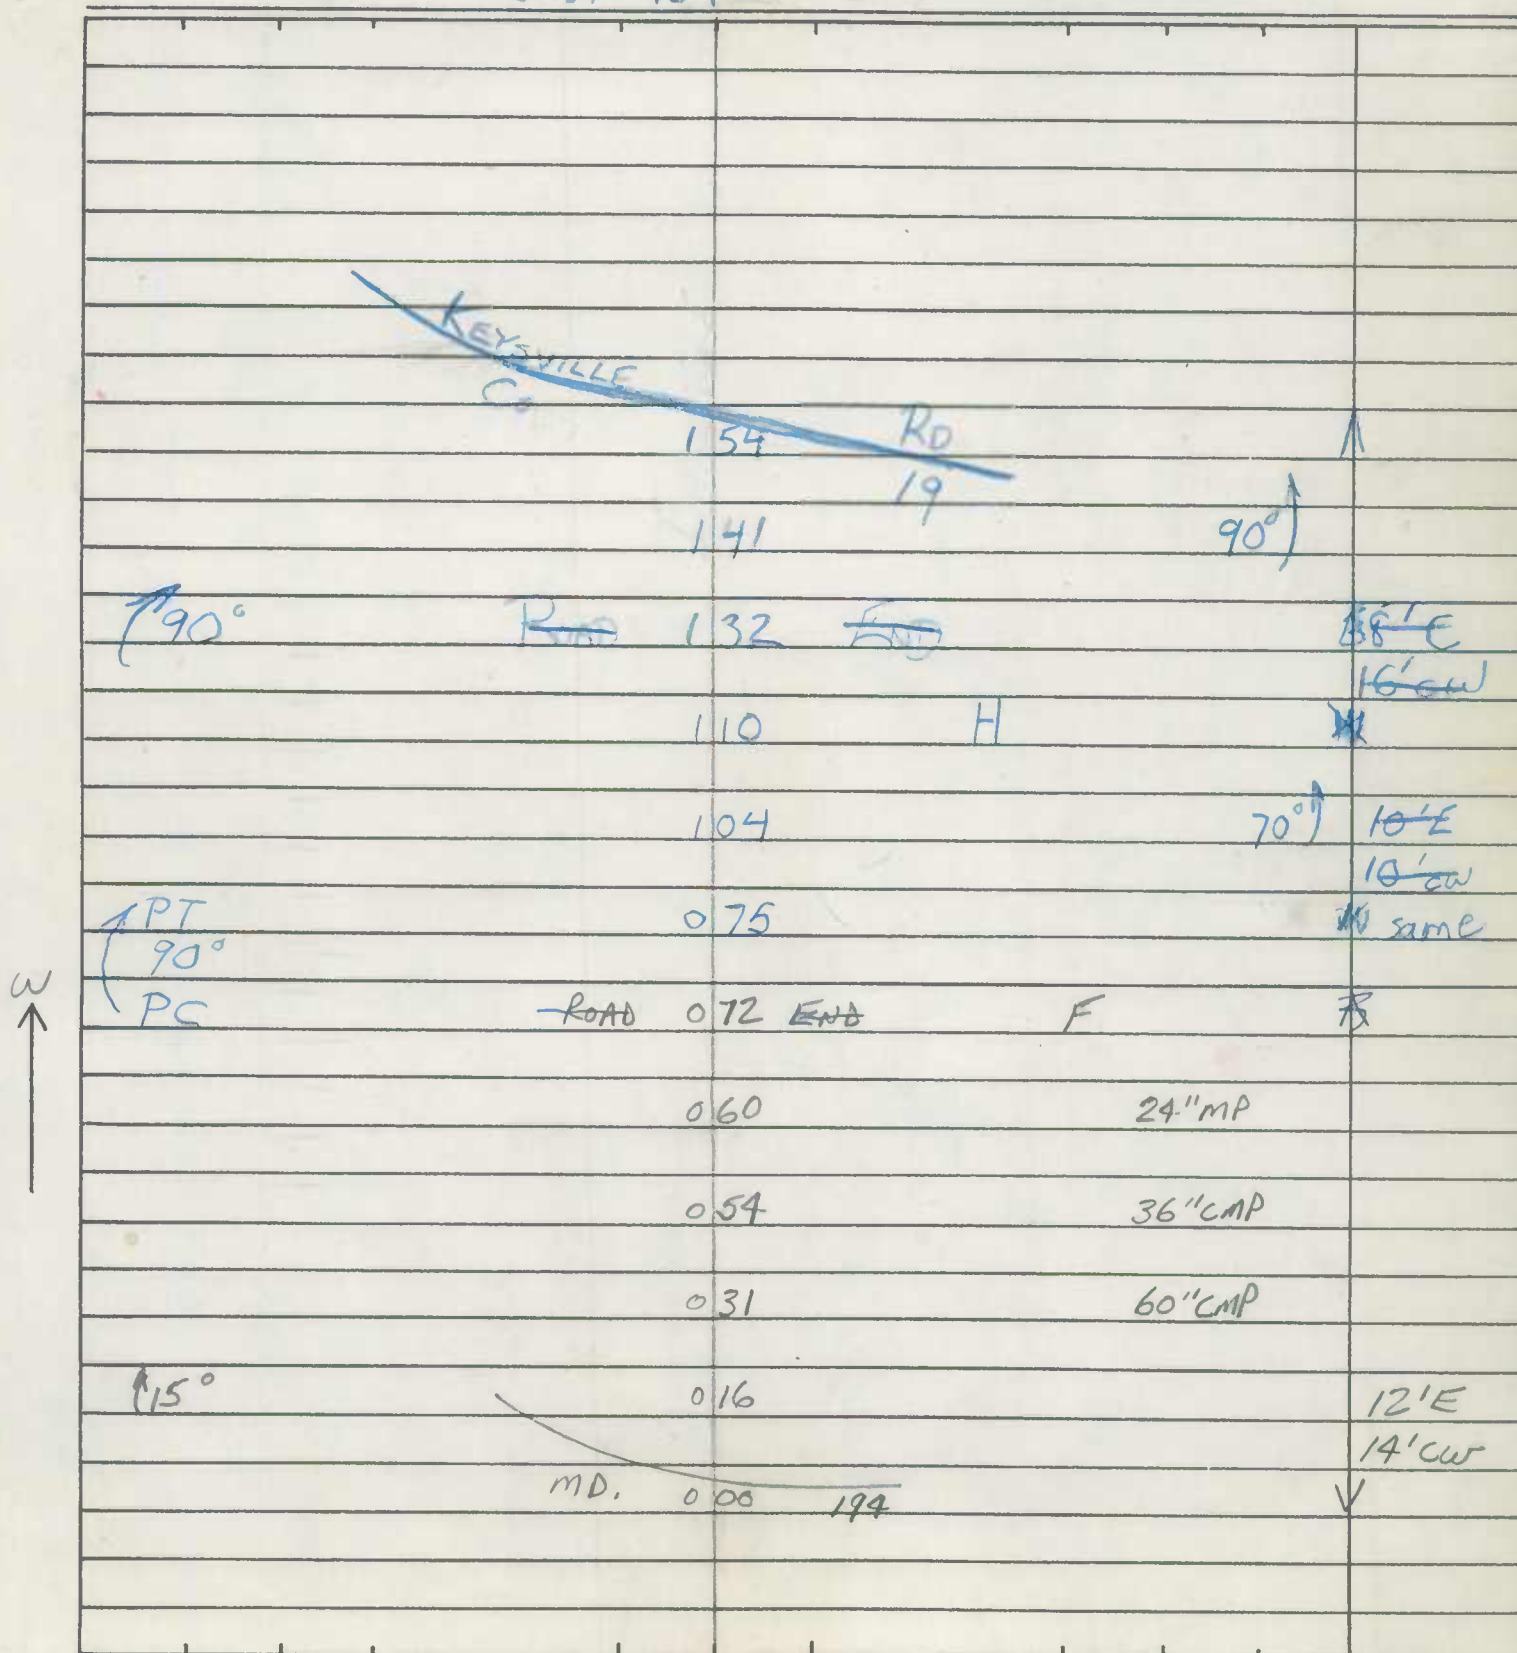 KEYSVILLE RD
Co 19
1 54
1 41 90°
90° ROAD 1 32 END 18'E
16'CW
1 10 H
1 04 70° 10'E
10'CW
PT 0 75 same
90°
W
PC ROAD 0 72 END F
0 60 24"MP
0 54 36"CMP
0 31 60"CMP
15° 0 16 12'E
14'CW
MD. 0 00 194